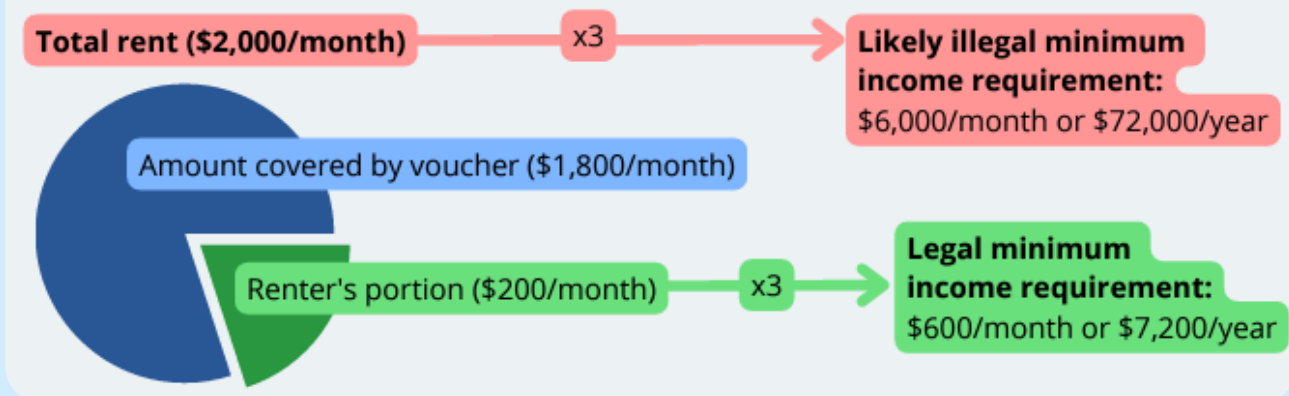 Total rent ($2,000/month)
x3
Likely illegal minimum
income requirement:
$6,000/month or $72,000/year
Amount covered by voucher ($1,800/month)
Renter's portion ($200/month)
x3
Legal minimum
income requirement:
$600/month or $7,200/year